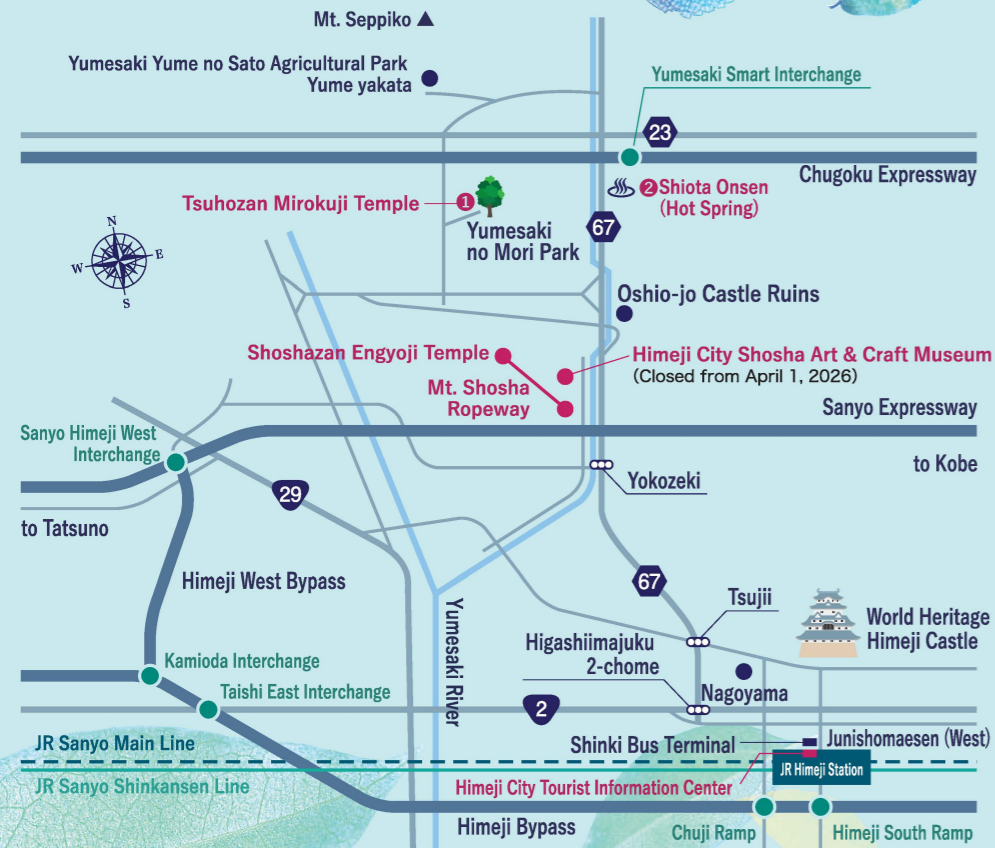 Mt. Seppiko
Yumesaki Yume no Sato Agricultural Park
Yume yakata
Yumesaki Smart Interchange
23
Chugoku Expressway
Tsuhozan Mirokuji Temple
1
2 Shiota Onsen
(Hot Spring)
Yumesaki
no Mori Park
67
N
W
E
S
Oshio-jo Castle Ruins
Shoshazan Engyoji Temple
Himeji City Shosha Art & Craft Museum
(Closed from April 1, 2026)
Mt. Shosha
Ropeway
Sanyo Expressway
Sanyo Himeji West
Interchange
to Kobe
Yokozeki
29
to Tatsuno
Himeji West Bypass
67
Tsujii
World Heritage
Himeji Castle
Yumesaki River
Higashiimajuku
2-chome
Kamioda Interchange
Taishi East Interchange
Nagoyama
2
JR Sanyo Main Line
Shinki Bus Terminal
Junishomaesen (West)
JR Himeji Station
JR Sanyo Shinkansen Line
Himeji City Tourist Information Center
Himeji Bypass
Chuji Ramp
Himeji South Ramp